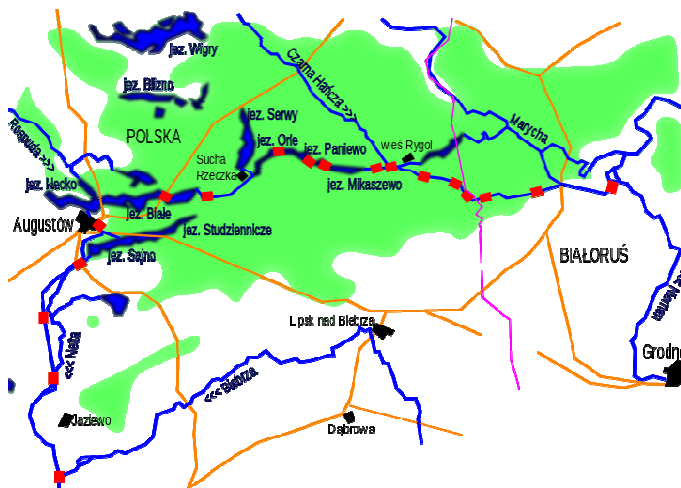 jez. Wigry
Czarna Hańcza >>
jez. Blizno
jez. Serwy
Marycha
Rospuda >>>
POLSKA
jez. Orle
jez. Paniewo
wieś Rygol
Sucha
Rzeczka
jez. Necko
jez. Mikaszewo
jez. Białe
Augustów
jez. Studziennicze
jez. Sajno
BIAŁORUŚ
<<< Niemen
Lipsk nad Biebrzą
<<< Netta
Grodno
<<< Biebrza
Jaziewo
Dąbrowa